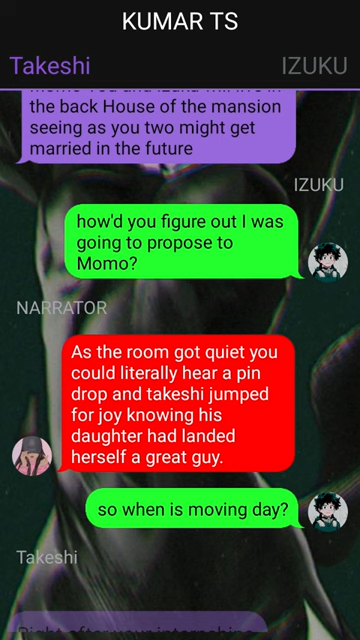 KUMAR TS
Takeshi
IZUKU
the back House of the mansion
seeing as you two might get
married in the future
IZUKU
how'd you figure out I was
going to propose to
Momo?
NARRATOR
As the room got quiet you
could literally hear a pin
drop and takeshi jumped
for joy knowing his
daughter had landed
herself a great guy.
so when is moving day?
Takeshi